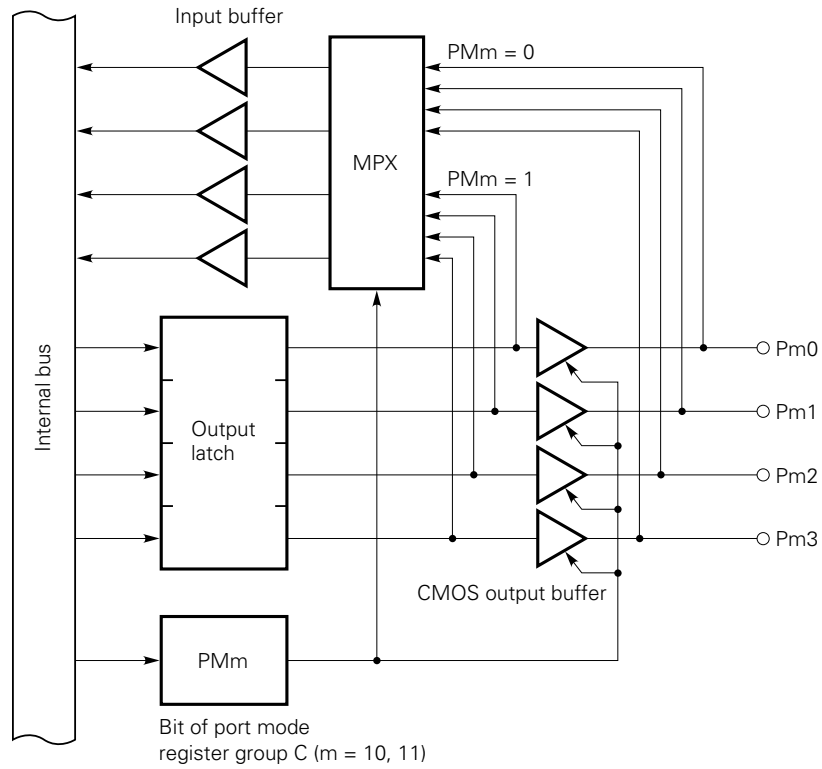 Input buffer
PMm = 0
MPX
PMm = 1
Internal bus
Output
latch
Pm0
Pm1
Pm2
Pm3
CMOS output buffer
PMm
Bit of port mode
register group C (m = 10, 11)